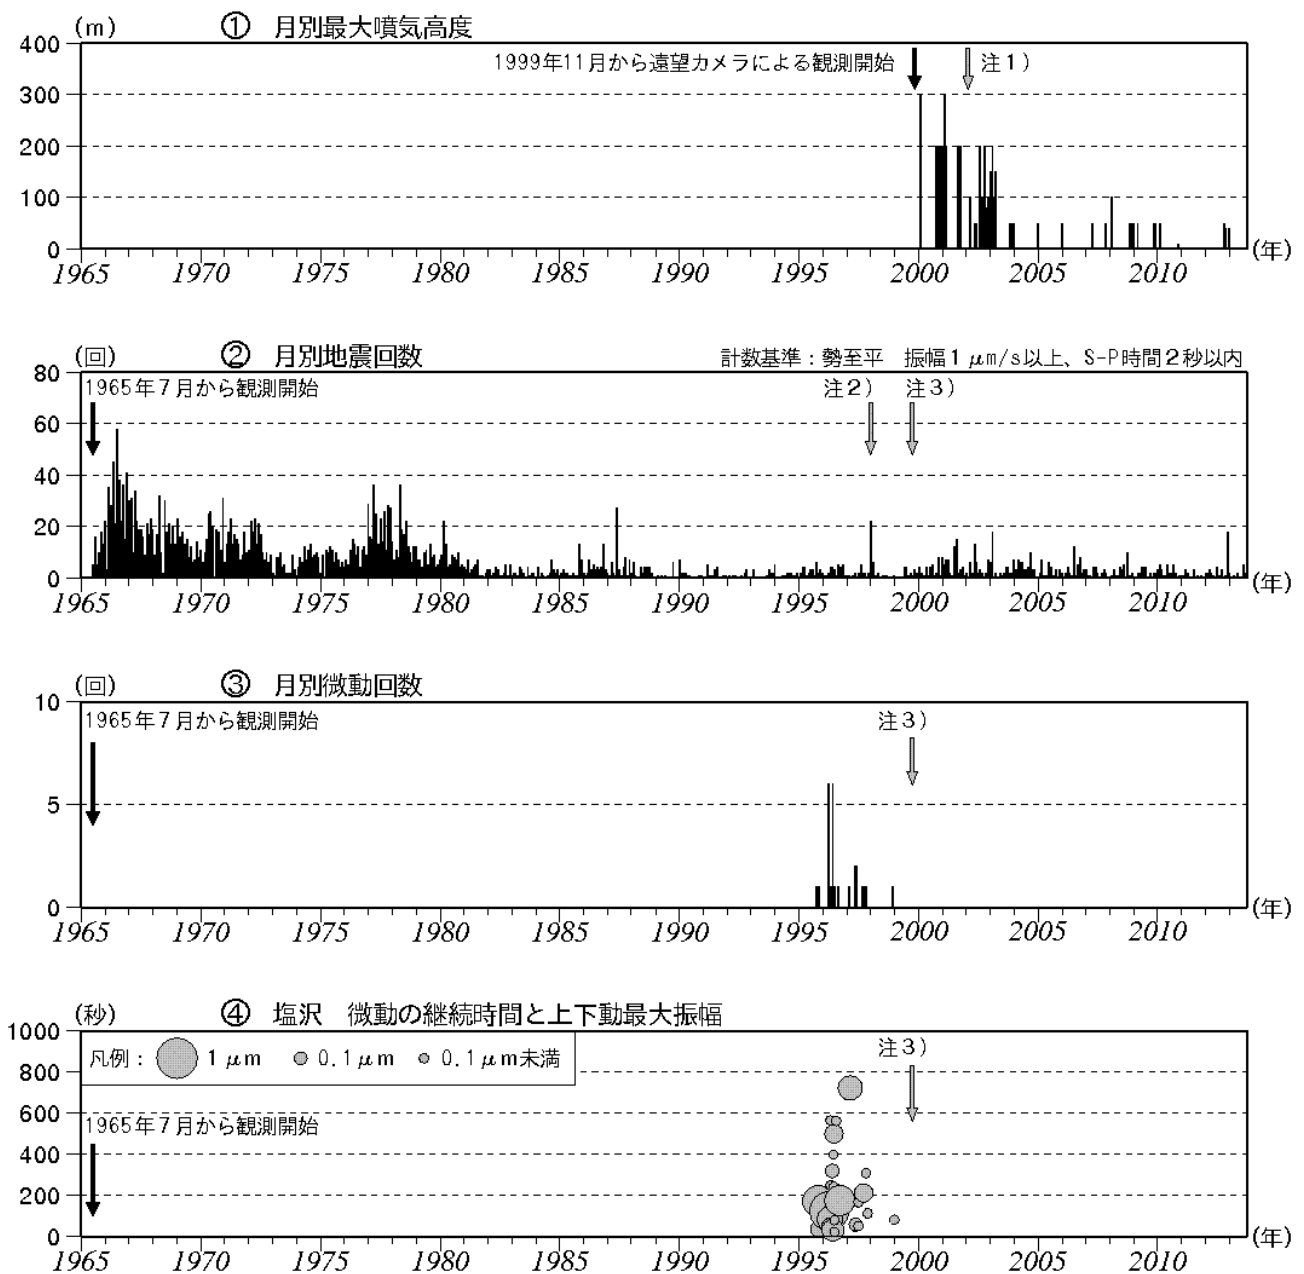 (m) ① 月別最大噴気高度
400
1999年11月から遠望カメラによる観測開始 注1)
300
200
100
0
1965 1970 1975 1980 1985 1990 1995 2000 2005 2010 (年)
(回) ② 月別地震回数 計数基準：勢至平 振幅1μm/s以上、S-P時間2秒以内
80
1965年7月から観測開始 注2) 注3)
60
40
20
0
1965 1970 1975 1980 1985 1990 1995 2000 2005 2010 (年)
(回) ③ 月別微動回数
10
1965年7月から観測開始 注3)
5
0
1965 1970 1975 1980 1985 1990 1995 2000 2005 2010 (年)
(秒) ④ 塩沢 微動の継続時間と上下動最大振幅
1000
凡例： 1μm 0.1μm 0.1μm未満 注3)
800
600
1965年7月から観測開始
400
200
0
1965 1970 1975 1980 1985 1990 1995 2000 2005 2010 (年)